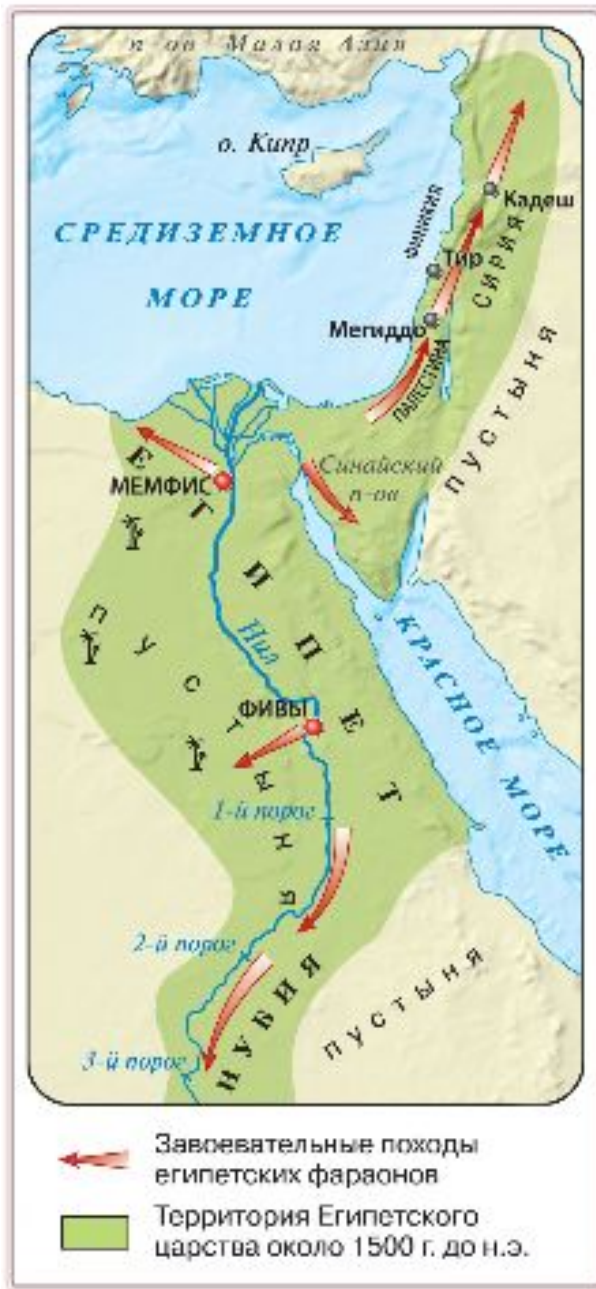 п-ов Малая Азия
о. Кипр
СРЕДИЗЕМНОЕ
МОРЕ
Кадеш
ФИНИКИЯ
Тир
СИРИЯ
Мегиддо
ПАЛЕСТИНА
ПУСТЫНЯ
Синайский
п-ов
МЕМФИС
ЕГИПЕТ
ПУСТЫНЯ
Нил
КРАСНОЕ МОРЕ
ФИВЫ
1-й порог
2-й порог
НУБИЯ
ПУСТЫНЯ
3-й порог
Завоевательные походы
египетских фараонов
Территория Египетского
царства около 1500 г. до н.э.